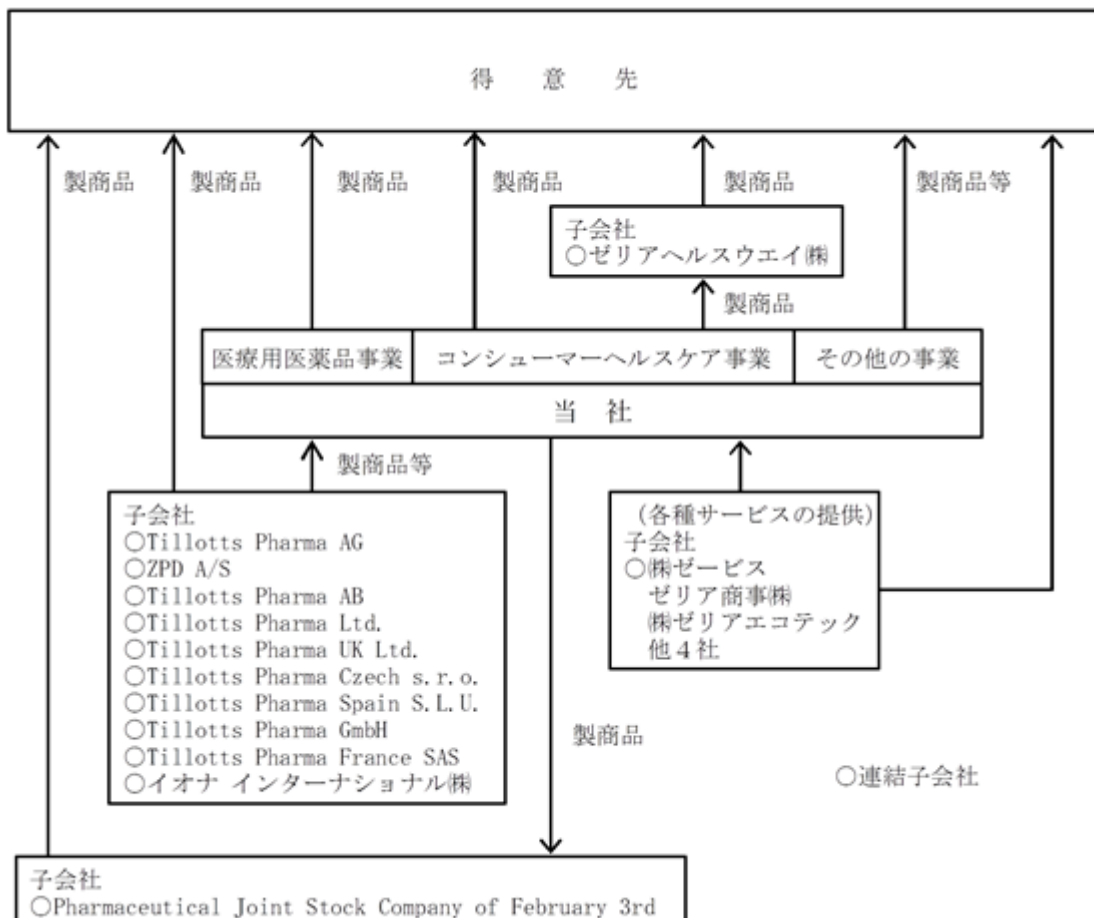 得 意 先
製商品
製商品
製商品
製商品
製商品
製商品等
子会社
○ゼリアヘルスウエイ㈱
製商品
医療用医薬品事業
コンシューマーヘルスケア事業
その他の事業
当 社
製商品等
子会社
○Tillotts Pharma AG
○ZPD A/S
○Tillotts Pharma AB
○Tillotts Pharma Ltd.
○Tillotts Pharma UK Ltd.
○Tillotts Pharma Czech s.r.o.
○Tillotts Pharma Spain S.L.U.
○Tillotts Pharma GmbH
○Tillotts Pharma France SAS
○イオナ インターナショナル㈱
(各種サービスの提供)
子会社
○㈱ゼービス
ゼリア商事㈱
㈱ゼリアエコテック
他4社
製商品
○連結子会社
子会社
○Pharmaceutical Joint Stock Company of February 3rd